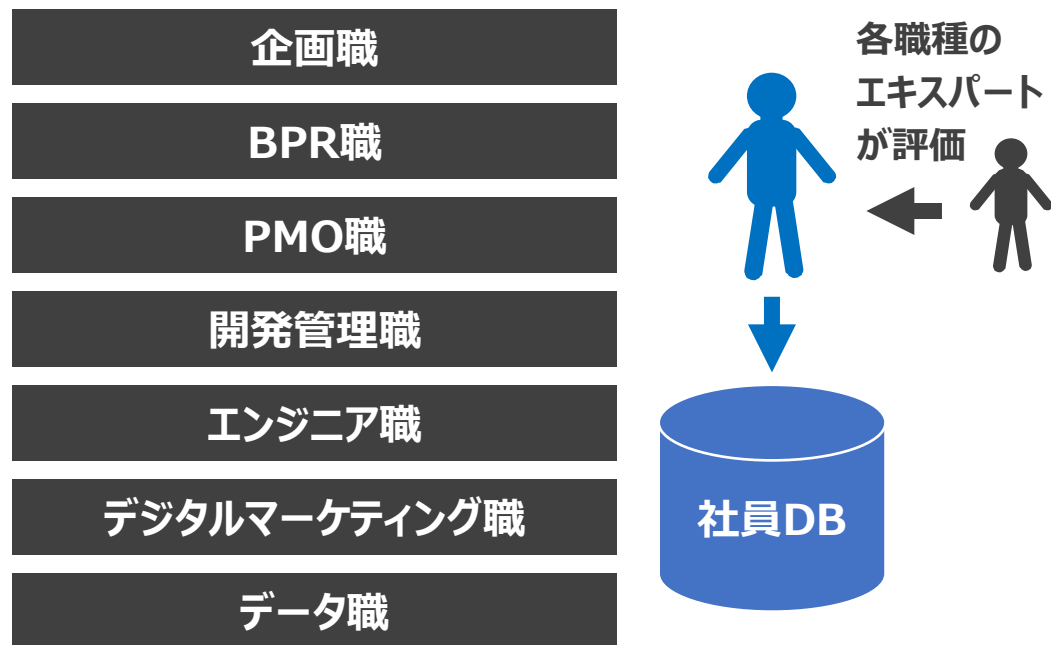 企画職
BPR職
PMO職
開発管理職
エンジニア職
デジタルマーケティング職
データ職
各職種の
エキスパート
が評価
社員DB